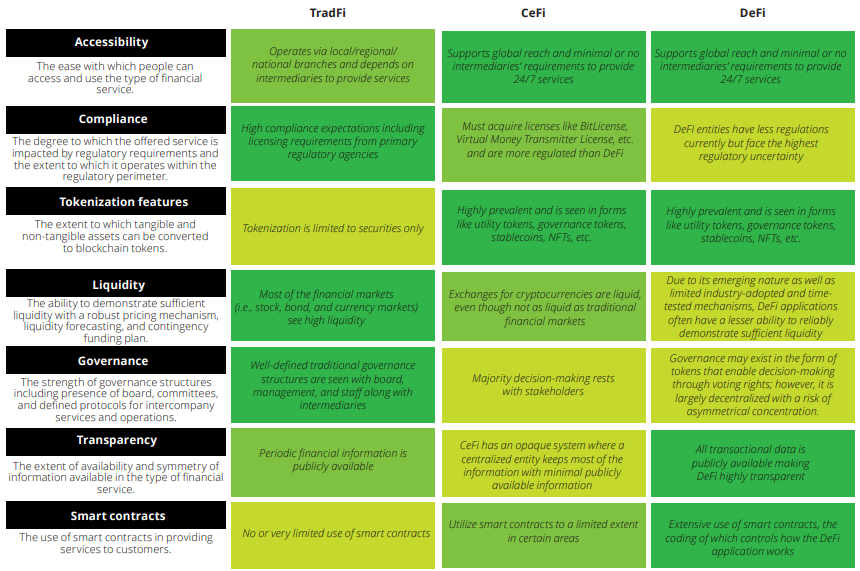 TradFi CeFi DeFi
Accessibility
The ease with which people can
access and use the type of financial
service.
Operates via local/regional/
national branches and depends on
intermediaries to provide services
Supports global reach and minimal or no
intermediaries' requirements to provide
24/7 services
Supports global reach and minimal or no
intermediaries' requirements to provide
24/7 services
Compliance
The degree to which the offered service is
impacted by regulatory requirements and
the extent to which it operates within the
regulatory perimeter.
High compliance expectations including
licensing requirements from primary
regulatory agencies
Must acquire licenses like BitLicense,
Virtual Money Transmitter License, etc.
and are more regulated than DeFi
DeFI entities have less regulations
currently but face the highest
regulatory uncertainty
Tokenization features
The extent to which tangible and
non-tangible assets can be converted
to blockchain tokens.
Tokenization is limited to securities only
Highly prevalent and is seen in forms
like utility tokens, governance tokens,
stablecoins, NFTs, etc.
Highly prevalent and is seen in forms
like utility tokens, governance tokens,
stablecoins, NFTs, etc.
Liquidity
The ability to demonstrate sufficient
liquidity with a robust pricing mechanism,
liquidity forecasting, and contingency
funding plan.
Most of the financial markets
(i.e., stock, bond, and currency markets)
see high liquidity
Exchanges for cryptocurrencies are liquid,
even though not as liquid as traditional
financial markets
Due to its emerging nature as well as
limited industry-adopted and time-
tested mechanisms, DeFi applications
often have a lesser ability to reliably
demonstrate sufficient liquidity
Governance
The strength of governance structures
including presence of board, committees,
and defined protocols for intercompany
services and operations.
Well-defined traditional governance
structures are seen with board,
management, and staff along with
intermediaries
Majority decision-making rests
with stakeholders
Governance may exist in the form of
tokens that enable decision-making
through voting rights; however, it is
largely decentralized with a risk of
asymmetrical concentration.
Transparency
The extent of availability and symmetry of
information available in the type of financial
service.
Periodic financial information is
publicly available
CeFi has an opaque system where a
centralized entity keeps most of the
information with minimal publicly
available information
All transactional data is
publicly available making
DeFi highly transparent
Smart contracts
The use of smart contracts in providing
services to customers.
No or very limited use of smart contracts
Utilize smart contracts to a limited extent
in certain areas
Extensive use of smart contracts, the
coding of which controls how the DeFi
application works